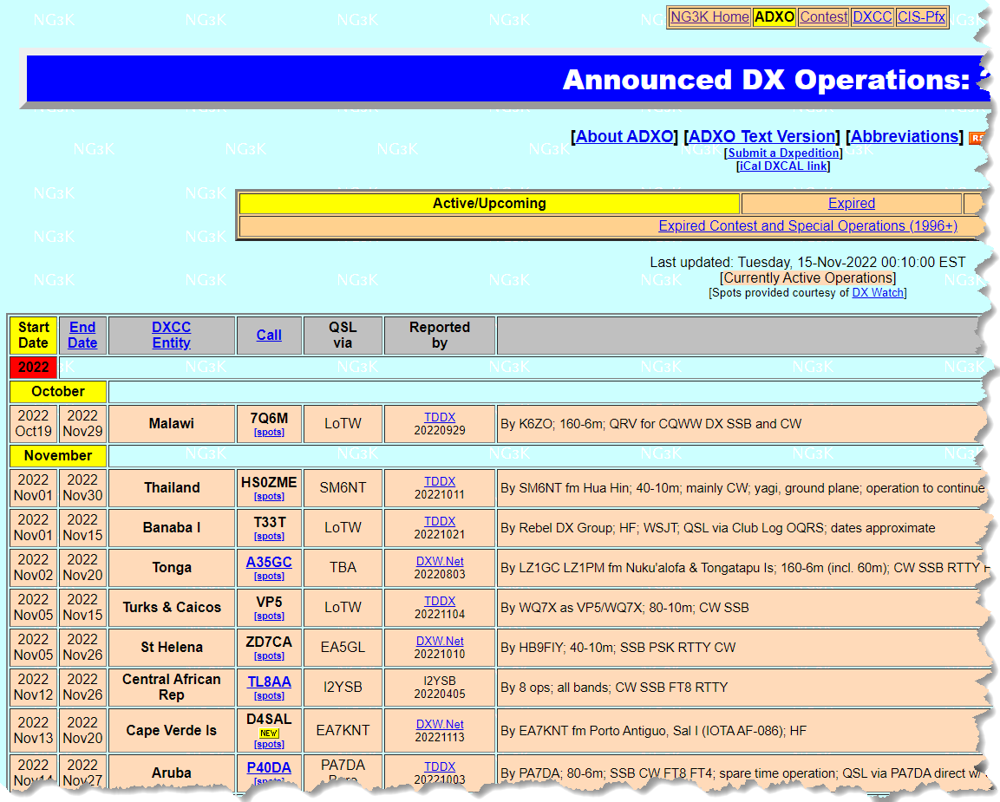 NG3K Home ADXO Contest DXCC CIS-Pfx
Announced DX Operations:
[About ADXO] [ADXO Text Version] [Abbreviations]
[Submit a Dxpedition]
[iCal DXCAL link]
Active/Upcoming Expired
Expired Contest and Special Operations (1996+)
Last updated: Tuesday, 15-Nov-2022 00:10:00 EST
[Currently Active Operations]
[Spots provided courtesy of DX Watch]
Start Date End Date DXCC Entity Call QSL via Reported by
2022
October
2022 Oct19 2022 Nov29 Malawi 7Q6M [spots] LoTW TDDX 20220929 By K6ZO; 160-6m; QRV for CQWW DX SSB and CW
November
2022 Nov01 2022 Nov30 Thailand HS0ZME [spots] SM6NT TDDX 20221011 By SM6NT fm Hua Hin; 40-10m; mainly CW; yagi, ground plane; operation to continue
2022 Nov01 2022 Nov15 Banaba I T33T [spots] LoTW TDDX 20221021 By Rebel DX Group; HF; WSJT; QSL via Club Log OQRS; dates approximate
2022 Nov02 2022 Nov20 Tonga A35GC [spots] TBA DXW.Net 20220803 By LZ1GC LZ1PM fm Nuku'alofa & Tongatapu Is; 160-6m (incl. 60m); CW SSB RTTY
2022 Nov05 2022 Nov15 Turks & Caicos VP5 [spots] LoTW TDDX 20221104 By WQ7X as VP5/WQ7X; 80-10m; CW SSB
2022 Nov05 2022 Nov26 St Helena ZD7CA [spots] EA5GL DXW.Net 20221010 By HB9FIY; 40-10m; SSB PSK RTTY CW
2022 Nov12 2022 Nov26 Central African Rep TL8AA [spots] I2YSB I2YSB 20220405 By 8 ops; all bands; CW SSB FT8 RTTY
2022 Nov13 2022 Nov20 Cape Verde Is D4SAL NEW [spots] EA7KNT DXW.Net 20221113 By EA7KNT fm Porto Antiguo, Sal I (IOTA AF-086); HF
2022 Nov14 2022 Nov27 Aruba P40DA [spots] PA7DA TDDX 20221003 By PA7DA; 80-6m; SSB CW FT8 FT4; spare time operation; QSL via PA7DA direct w/